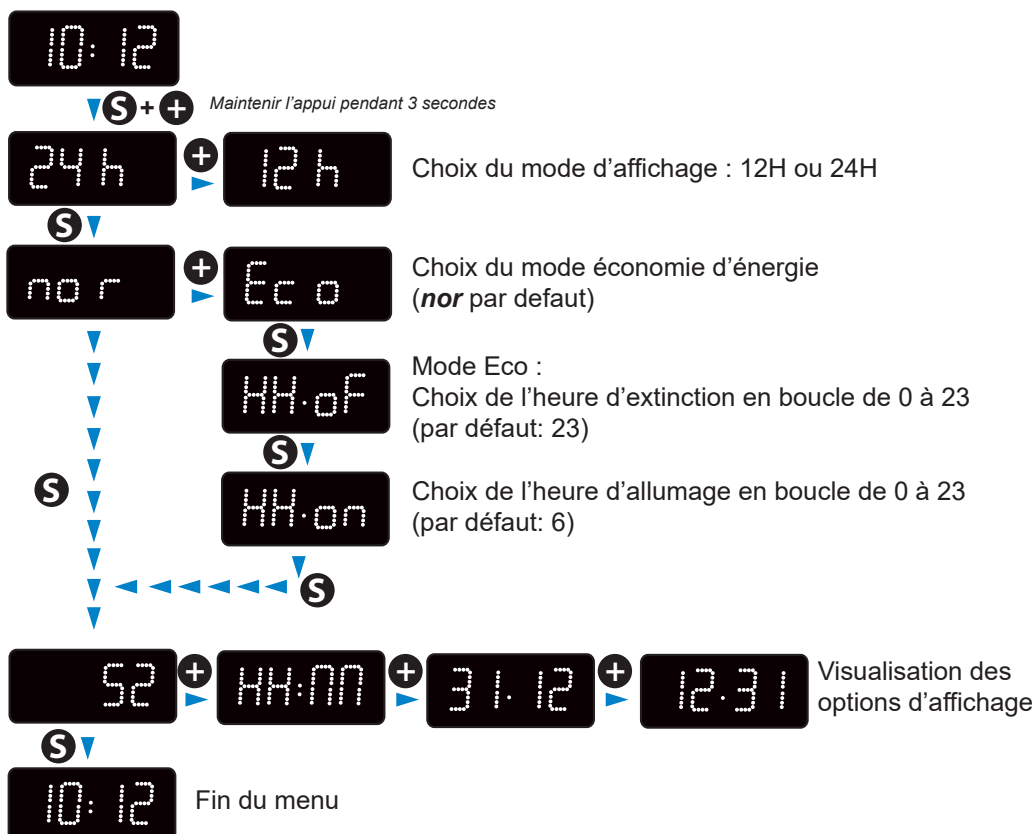 10:12
S + + Maintenir l'appui pendant 3 secondes
24 h + 12 h Choix du mode d'affichage : 12H ou 24H
S
nor + Eco Choix du mode économie d'énergie
(nor par defaut)
S
Mode Eco :
HH.oF Choix de l'heure d'extinction en boucle de 0 à 23
(par défaut: 23)
S
S
HH.on Choix de l'heure d'allumage en boucle de 0 à 23
(par défaut: 6)
S
52 + HH:MM + 31.12 + 12.31 Visualisation des
options d'affichage
S
10:12 Fin du menu